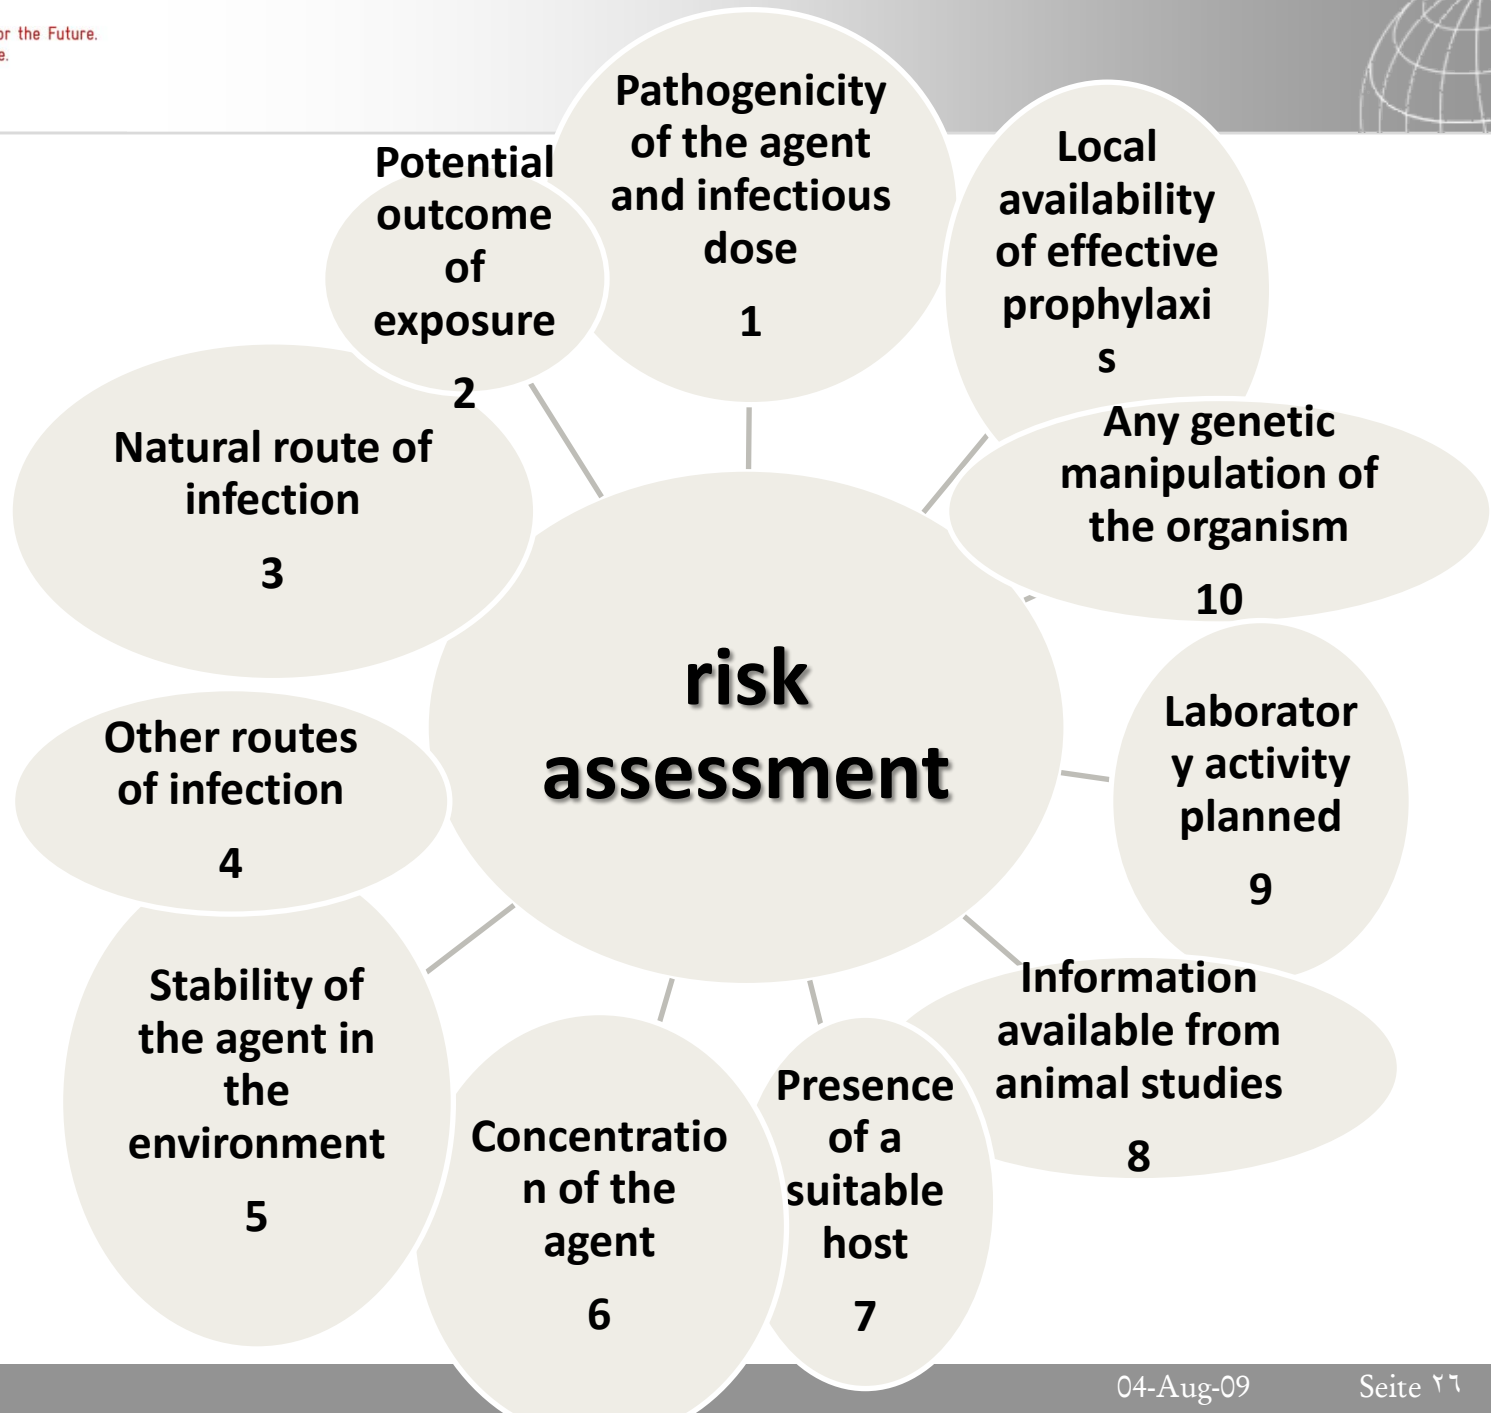 or the Future.
e.
Pathogenicity
of the agent
and infectious
dose
1
Potential
outcome
of
exposure
2
Natural route of
infection
3
Other routes
of infection
4
Stability of
the agent in
the
environment
5
Concentratio
n of the
agent
6
Presence
of a
suitable
host
7
Information
available from
animal studies
8
Laborator
y activity
planned
9
Any genetic
manipulation of
the organism
10
Local
availability
of effective
prophylaxi
s
risk
assessment
04-Aug-09 Seite ٢٦